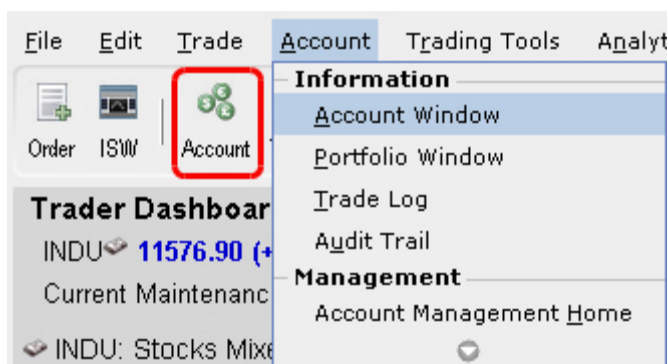 File Edit Trade Account Trading Tools Analyt
Information
Account Window
Order ISW Account
Portfolio Window
Trade Log
Trader Dashboar
Audit Trail
INDU 11576.90 (+
Management
Current Maintenanc
Account Management Home
INDU: Stocks Mixe